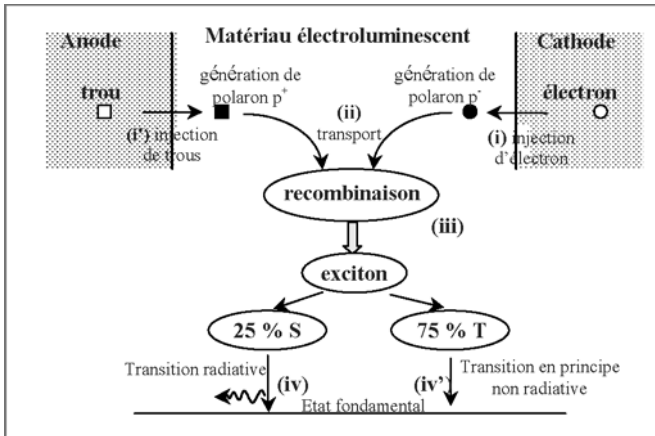 Anode
Matériau électroluminescent
Cathode
trou
génération de
polaron p⁺
génération de
polaron p⁻
électron
(i') injection
de trous
(ii)
transport
(i) injection
d'électron
recombinaison
(iii)
exciton
25 % S
75 % T
Transition radiative
(iv)
(iv')
Transition en principe
non radiative
Etat fondamental